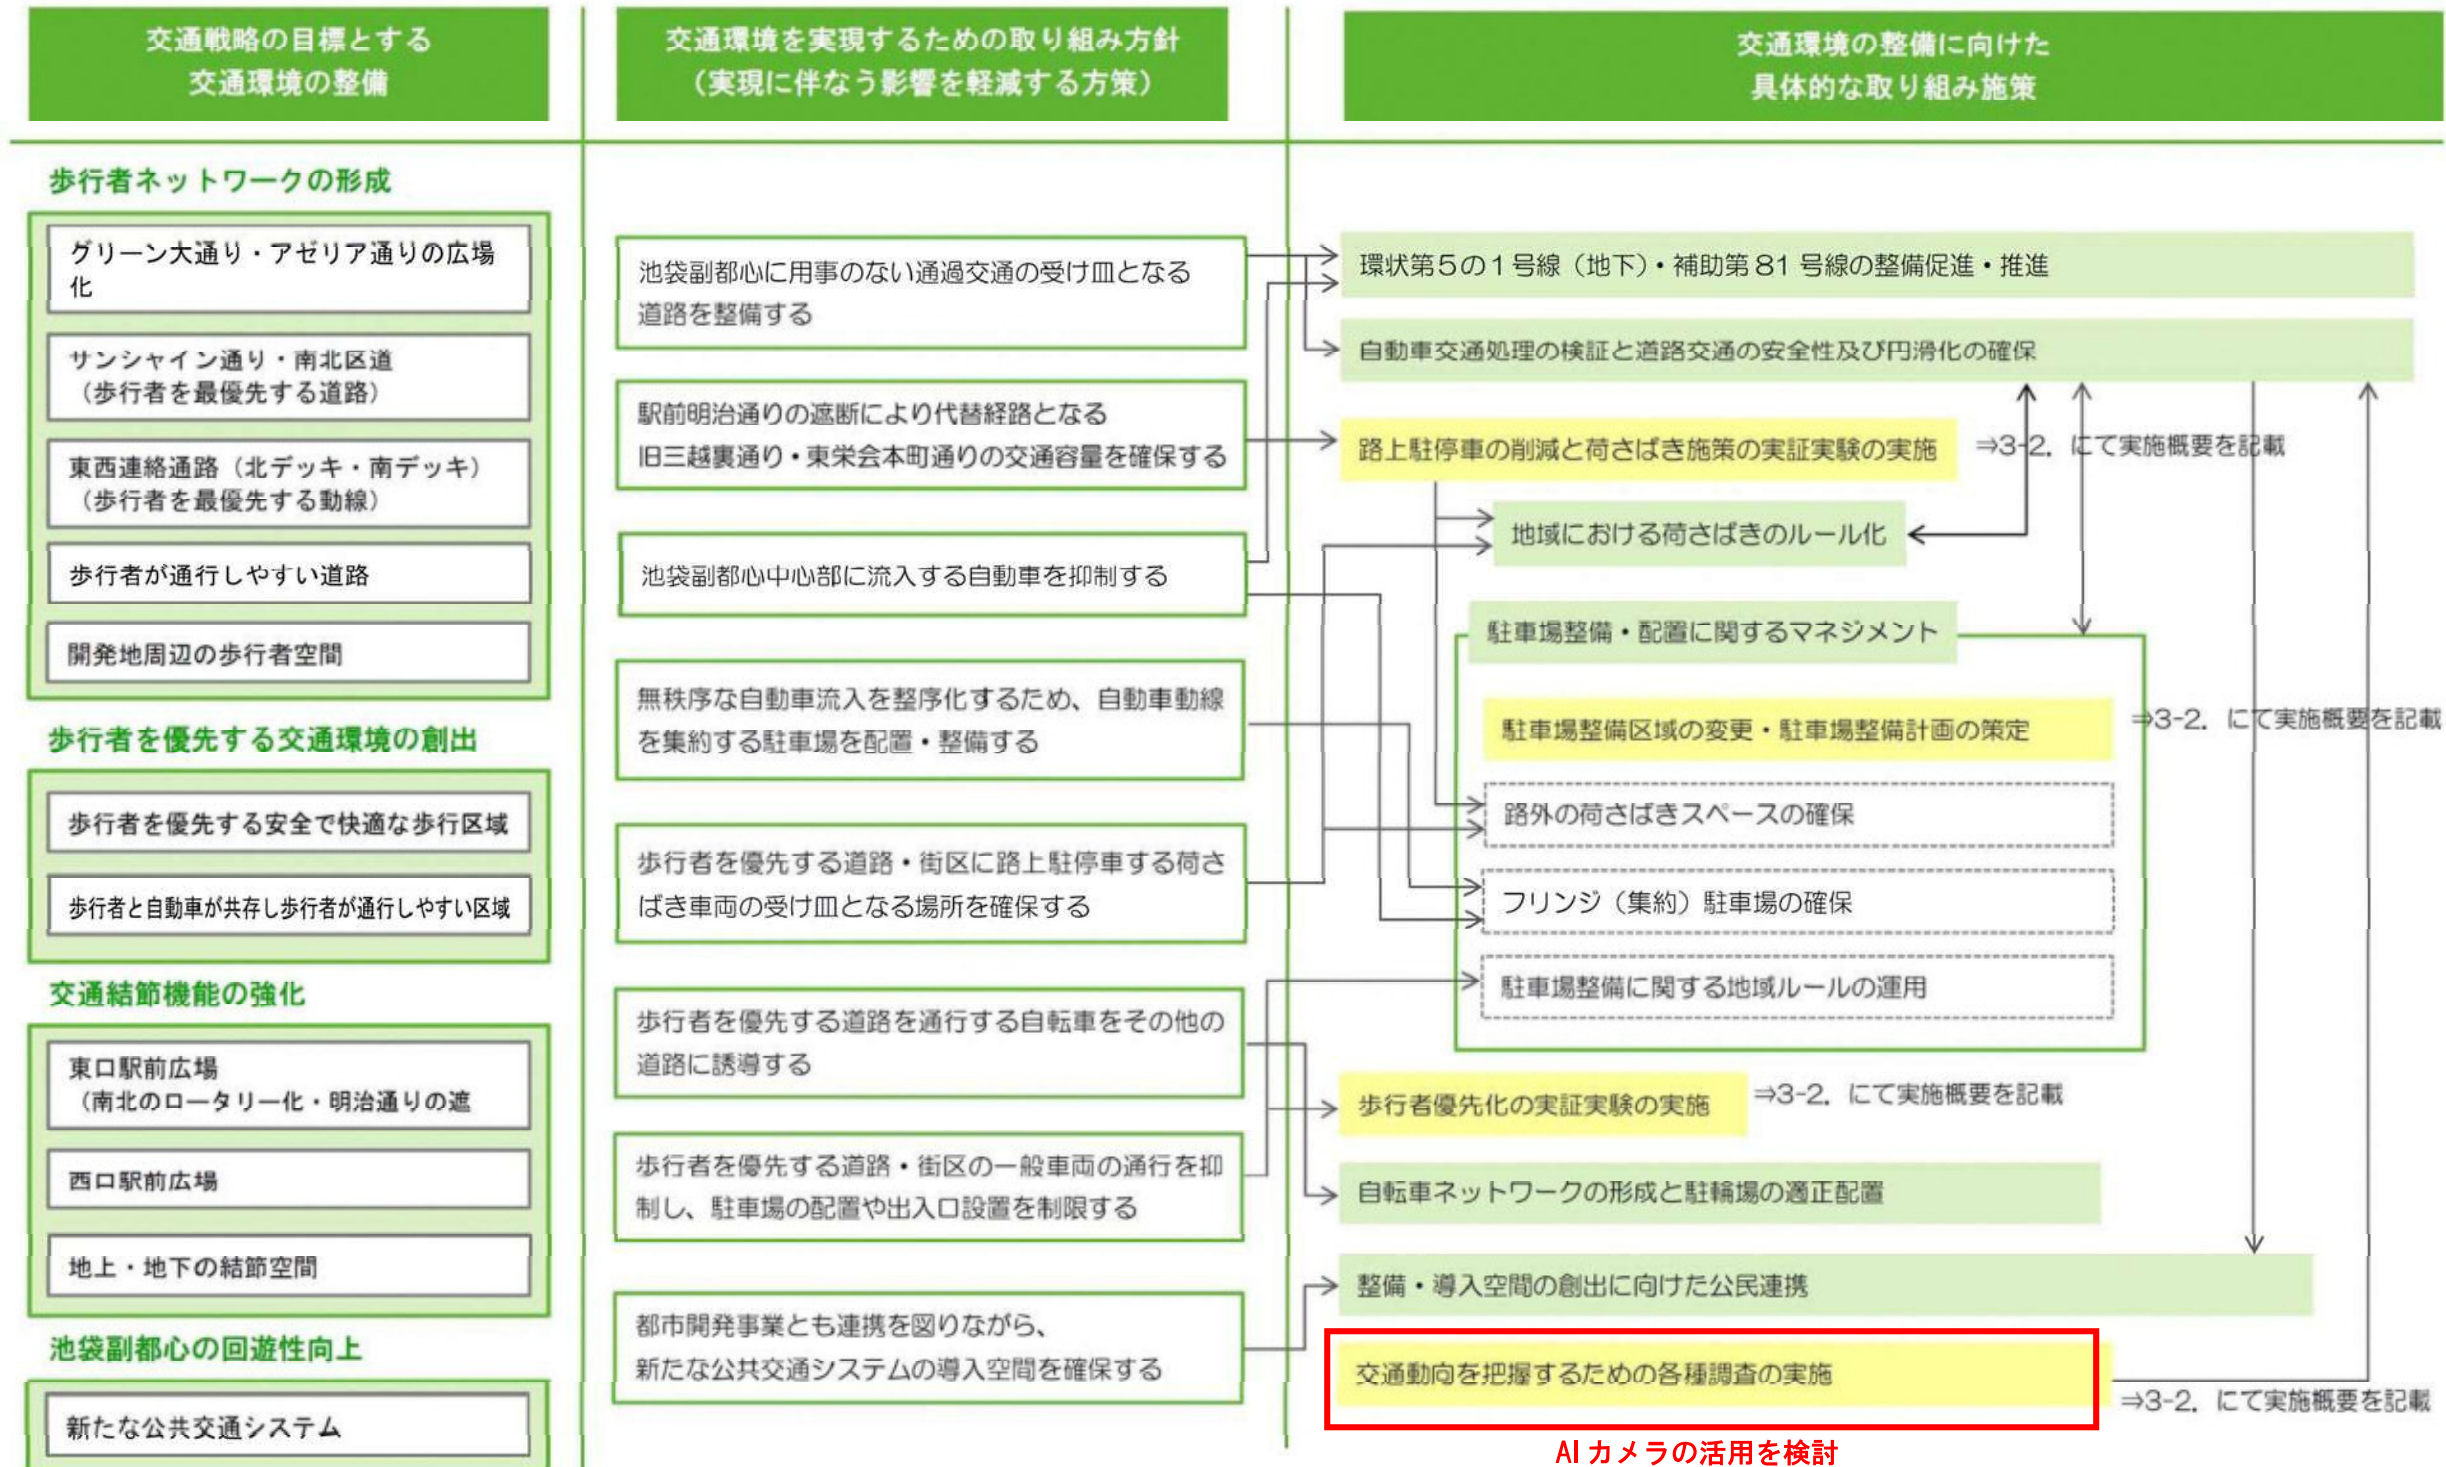 交通戦略の目標とする
交通環境の整備
交通環境を実現するための取り組み方針
（実現に伴なう影響を軽減する方策）
交通環境の整備に向けた
具体的な取り組み施策
歩行者ネットワークの形成
グリーン大通り・アゼリア通りの広場
化
サンシャイン通り・南北区道
（歩行者を最優先する道路）
東西連絡通路（北デッキ・南デッキ）
（歩行者を最優先する動線）
歩行者が通行しやすい道路
開発地周辺の歩行者空間
歩行者を優先する交通環境の創出
歩行者を優先する安全で快適な歩行区域
歩行者と自動車が共存し歩行者が通行しやすい区域
交通結節機能の強化
東口駅前広場
（南北のロータリー化・明治通りの遮
西口駅前広場
地上・地下の結節空間
池袋副都心の回遊性向上
新たな公共交通システム
池袋副都心に用事のない通過交通の受け皿となる
道路を整備する
駅前明治通りの遮断により代替経路となる
旧三越裏通り・東栄会本町通りの交通容量を確保する
池袋副都心中心部に流入する自動車を抑制する
無秩序な自動車流入を整序化するため、自動車動線
を集約する駐車場を配置・整備する
歩行者を優先する道路・街区に路上駐停車する荷さ
ばき車両の受け皿となる場所を確保する
歩行者を優先する道路を通行する自転車をその他の
道路に誘導する
歩行者を優先する道路・街区の一般車両の通行を抑
制し、駐車場の配置や出入口設置を制限する
都市開発事業とも連携を図りながら、
新たな公共交通システムの導入空間を確保する
環状第5の1号線（地下）・補助第81号線の整備促進・推進
自動車交通処理の検証と道路交通の安全性及び円滑化の確保
路上駐停車の削減と荷さばき施策の実証実験の実施
⇒3-2．にて実施概要を記載
地域における荷さばきのルール化
駐車場整備・配置に関するマネジメント
駐車場整備区域の変更・駐車場整備計画の策定
⇒3-2．にて実施概要を記載
路外の荷さばきスペースの確保
フリンジ（集約）駐車場の確保
駐車場整備に関する地域ルールの運用
歩行者優先化の実証実験の実施
⇒3-2．にて実施概要を記載
自転車ネットワークの形成と駐輪場の適正配置
整備・導入空間の創出に向けた公民連携
交通動向を把握するための各種調査の実施
⇒3-2．にて実施概要を記載
AIカメラの活用を検討